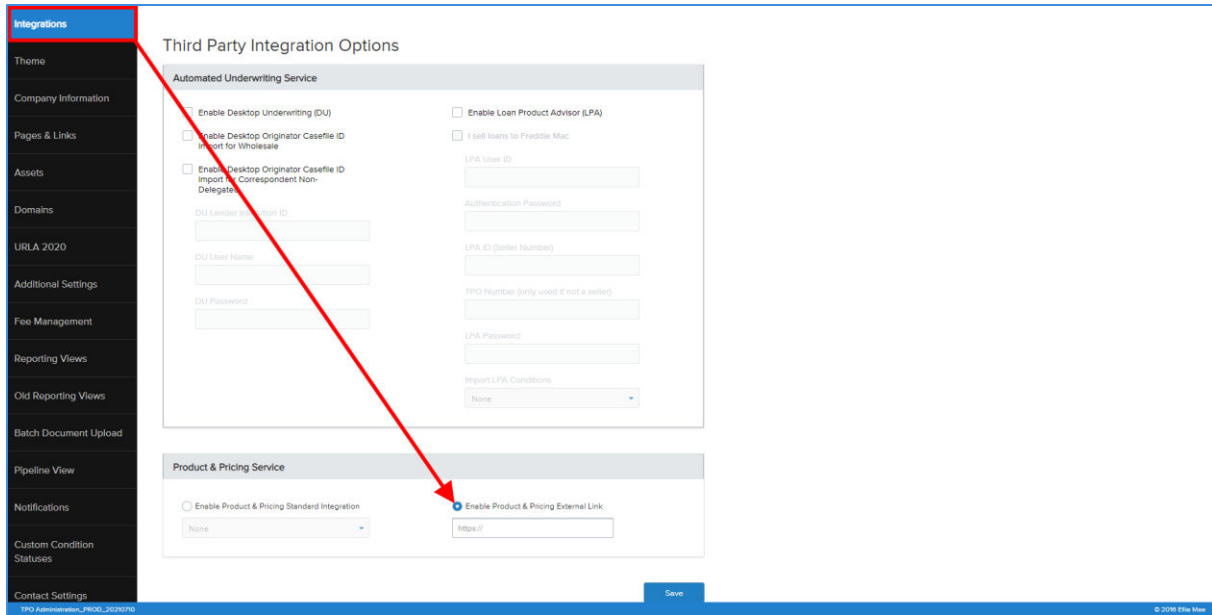 Integrations
Theme
Company Information
Pages & Links
Assets
Domains
URLA 2020
Additional Settings
Fee Management
Reporting Views
Old Reporting Views
Batch Document Upload
Pipeline View
Notifications
Custom Condition
Statuses
Contact Settings
Third Party Integration Options
Automated Underwriting Service
Enable Desktop Underwriting (DU)
Enable Desktop Originator Casefile ID
Import for Wholesale
Enable Desktop Originator Casefile ID
Import for Correspondent Non-
Delegated
DU Lender Institution ID
DU User Name
DU Password
Enable Loan Product Advisor (LPA)
I sell loans to Freddie Mac
LPA User ID
Authentication Password
LPA ID (Seller Number)
TPO Number (only used if not a seller)
LPA Password
Import LPA Conditions
None
Product & Pricing Service
Enable Product & Pricing Standard Integration
None
Enable Product & Pricing External Link
https://
Save
TPO Administration_PROD_20210710
© 2016 Ellie Mae